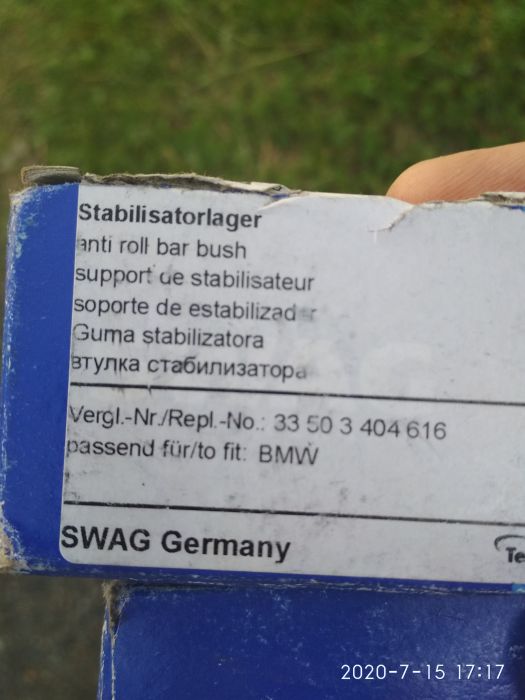 Stabilisatorlager
anti roll bar bush
support de stabilisateur
soporte de estabilizador
Guma stabilizatora
втулка стабилизатора
Vergl.-Nr./Repl.-No.: 33 50 3 404 616
passend für/to fit: BMW
SWAG Germany
2020-7-15 17:17